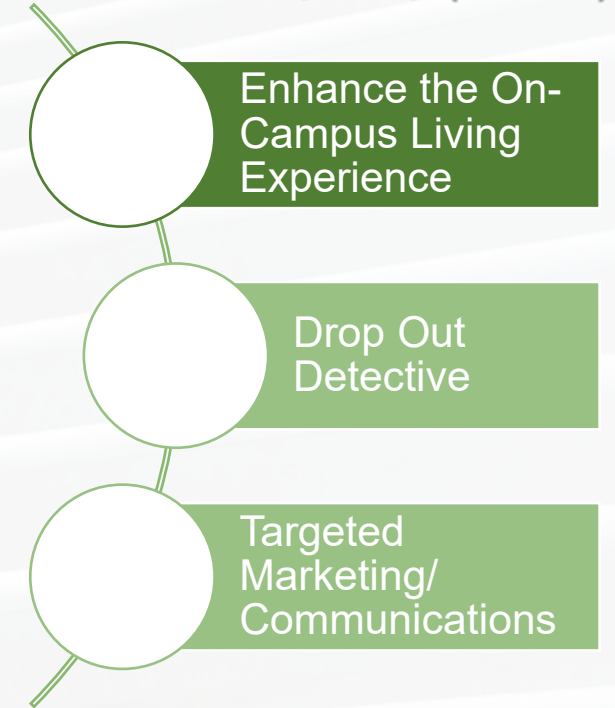 Enhance the On-
Campus Living
Experience
Drop Out
Detective
Targeted
Marketing/
Communications